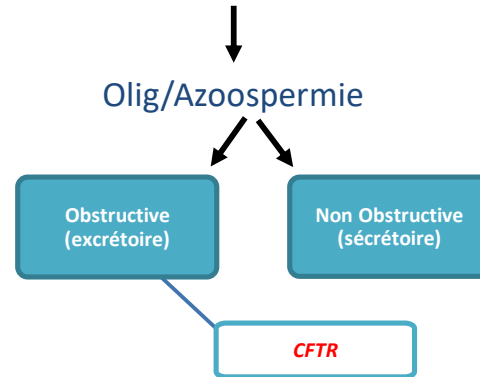 Olig/Azoospermie
Obstructive
(excrétoire)
Non Obstructive
(sécrétoire)
CFTR